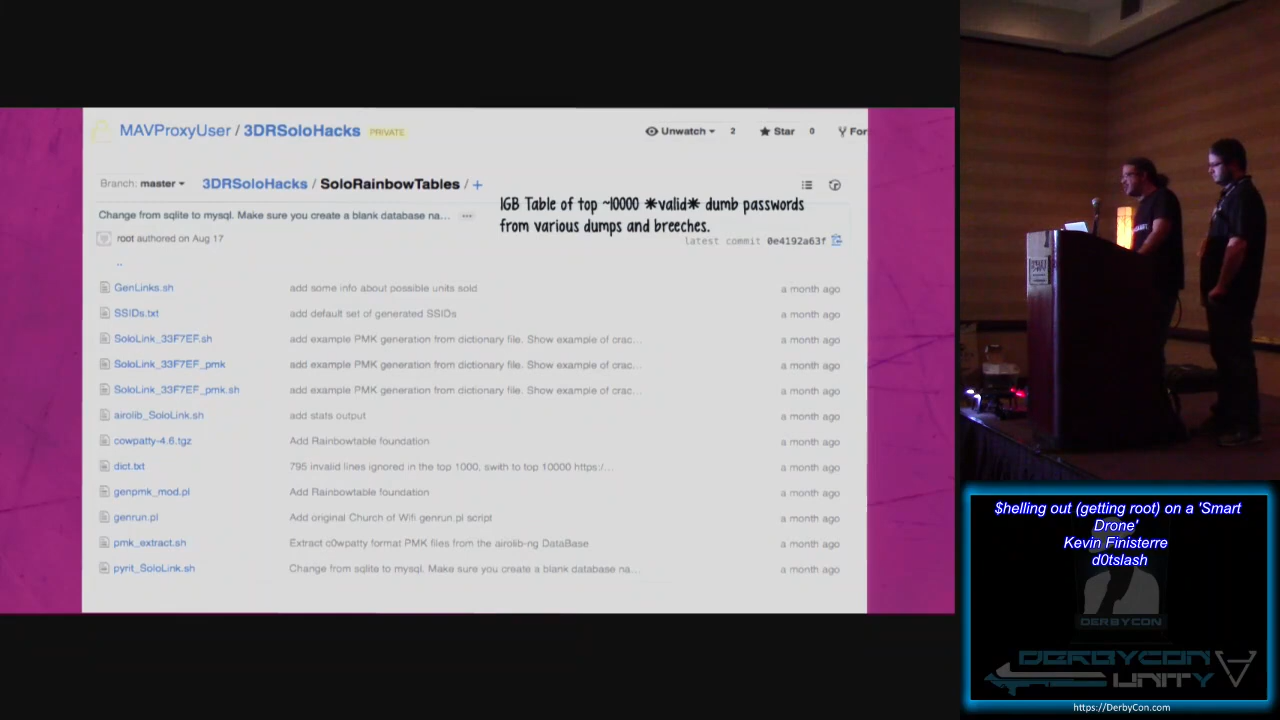 MAVProxyUser / 3DRSoloHacks PRIVATE
Unwatch 2 Star 0 For
Branch: master 3DRSoloHacks / SoloRainbowTables / +
1GB Table of top ~10000 *valid* dumb passwords
from various dumps and breeches.
Change from sqlite to mysql. Make sure you create a blank database na…
root authored on Aug 17
latest commit 0e4192a63f
..
GenLinks.sh add some info about possible units sold a month ago
SSIDs.txt add default set of generated SSIDs a month ago
SoloLink_33F7EF.sh add example PMK generation from dictionary file. Show example of crac… a month ago
SoloLink_33F7EF_pmk add example PMK generation from dictionary file. Show example of crac… a month ago
SoloLink_33F7EF_pmk.sh add example PMK generation from dictionary file. Show example of crac… a month ago
airolib_SoloLink.sh add stats output a month ago
cowpatty-4.6.tgz Add Rainbowtable foundation a month ago
dict.txt 795 invalid lines ignored in the top 1000, swith to top 10000 https:/… a month ago
genpmk_mod.pl Add Rainbowtable foundation a month ago
genrun.pl Add original Church of Wifi genrun.pl script a month ago
pmk_extract.sh Extract c0wpatty format PMK files from the airolib-ng DataBase a month ago
pyrit_SoloLink.sh Change from sqlite to mysql. Make sure you create a blank database na… a month ago
$helling out (getting root) on a 'Smart
Drone'
Kevin Finisterre
d0tslash
DERBYCON
DERBYCON
UNITY
https://DerbyCon.com